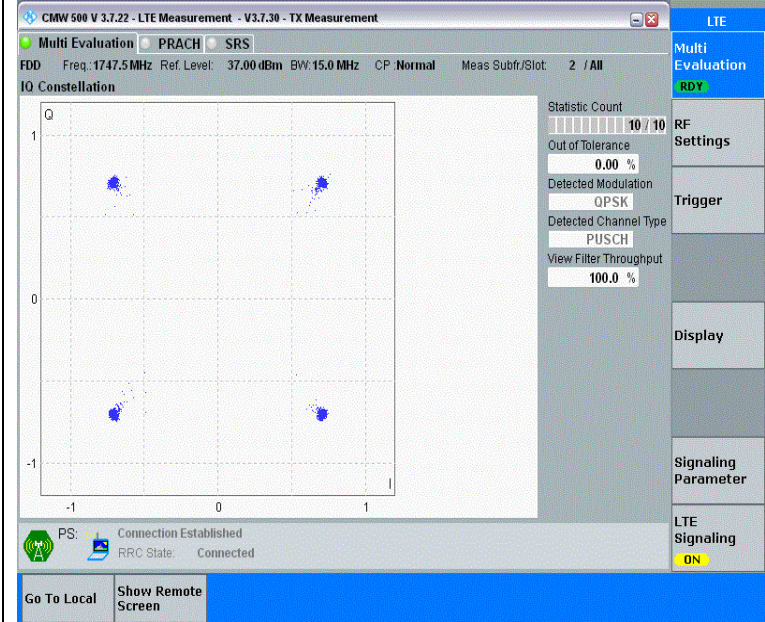 CMW 500 V 3.7.22 - LTE Measurement - V3.7.30 - TX Measurement
LTE
Multi Evaluation PRACH SRS
FDD Freq.: 1747.5 MHz Ref. Level: 37.00 dBm BW: 15.0 MHz CP :Normal Meas Subfr./Slot: 2 / All
IQ Constellation
Q
1
0
-1
I
-1 0 1
Statistic Count
10 / 10
Out of Tolerance
0.00 %
Detected Modulation
QPSK
Detected Channel Type
PUSCH
View Filter Throughput
100.0 %
Multi
Evaluation
RDY
RF
Settings
Trigger
Display
Signaling
Parameter
LTE
Signaling
ON
PS: Connection Established
RRC State: Connected
Go To Local
Show Remote
Screen